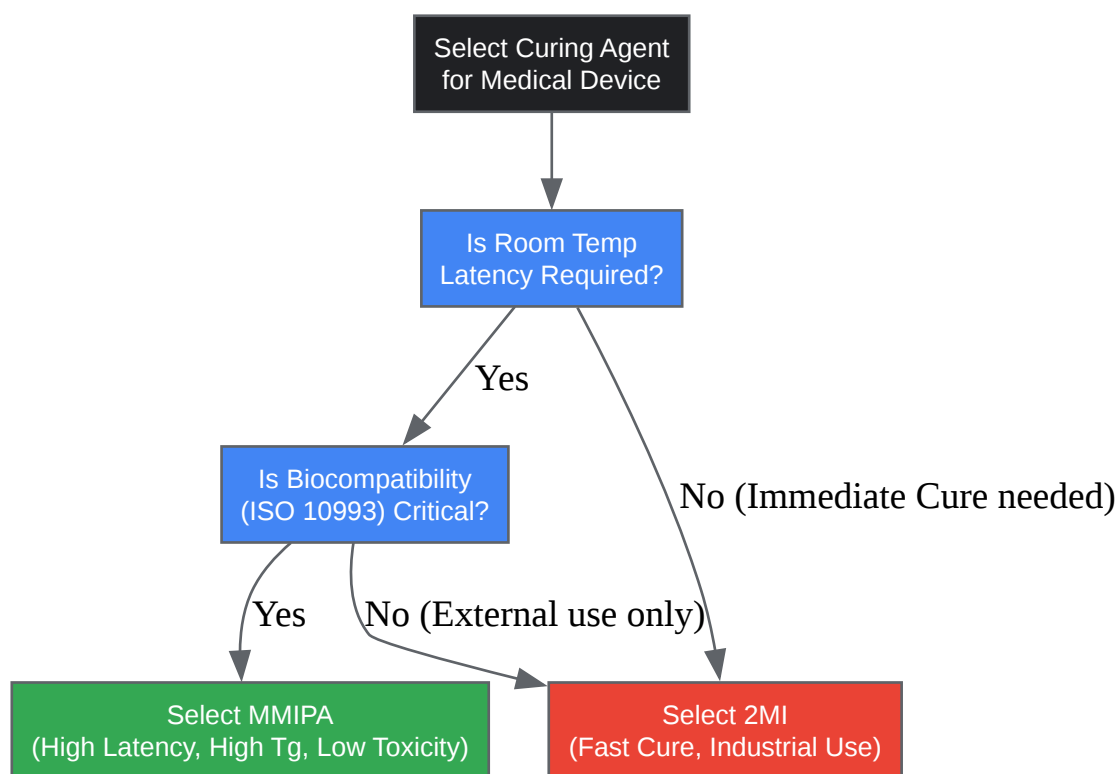 Select Curing Agent
for Medical Device
Is Room Temp
Latency Required?
Yes
Is Biocompatibility
(ISO 10993) Critical?
No (Immediate Cure needed)
Yes
No (External use only)
Select MMIPA
(High Latency, High Tg, Low Toxicity)
Select 2MI
(Fast Cure, Industrial Use)